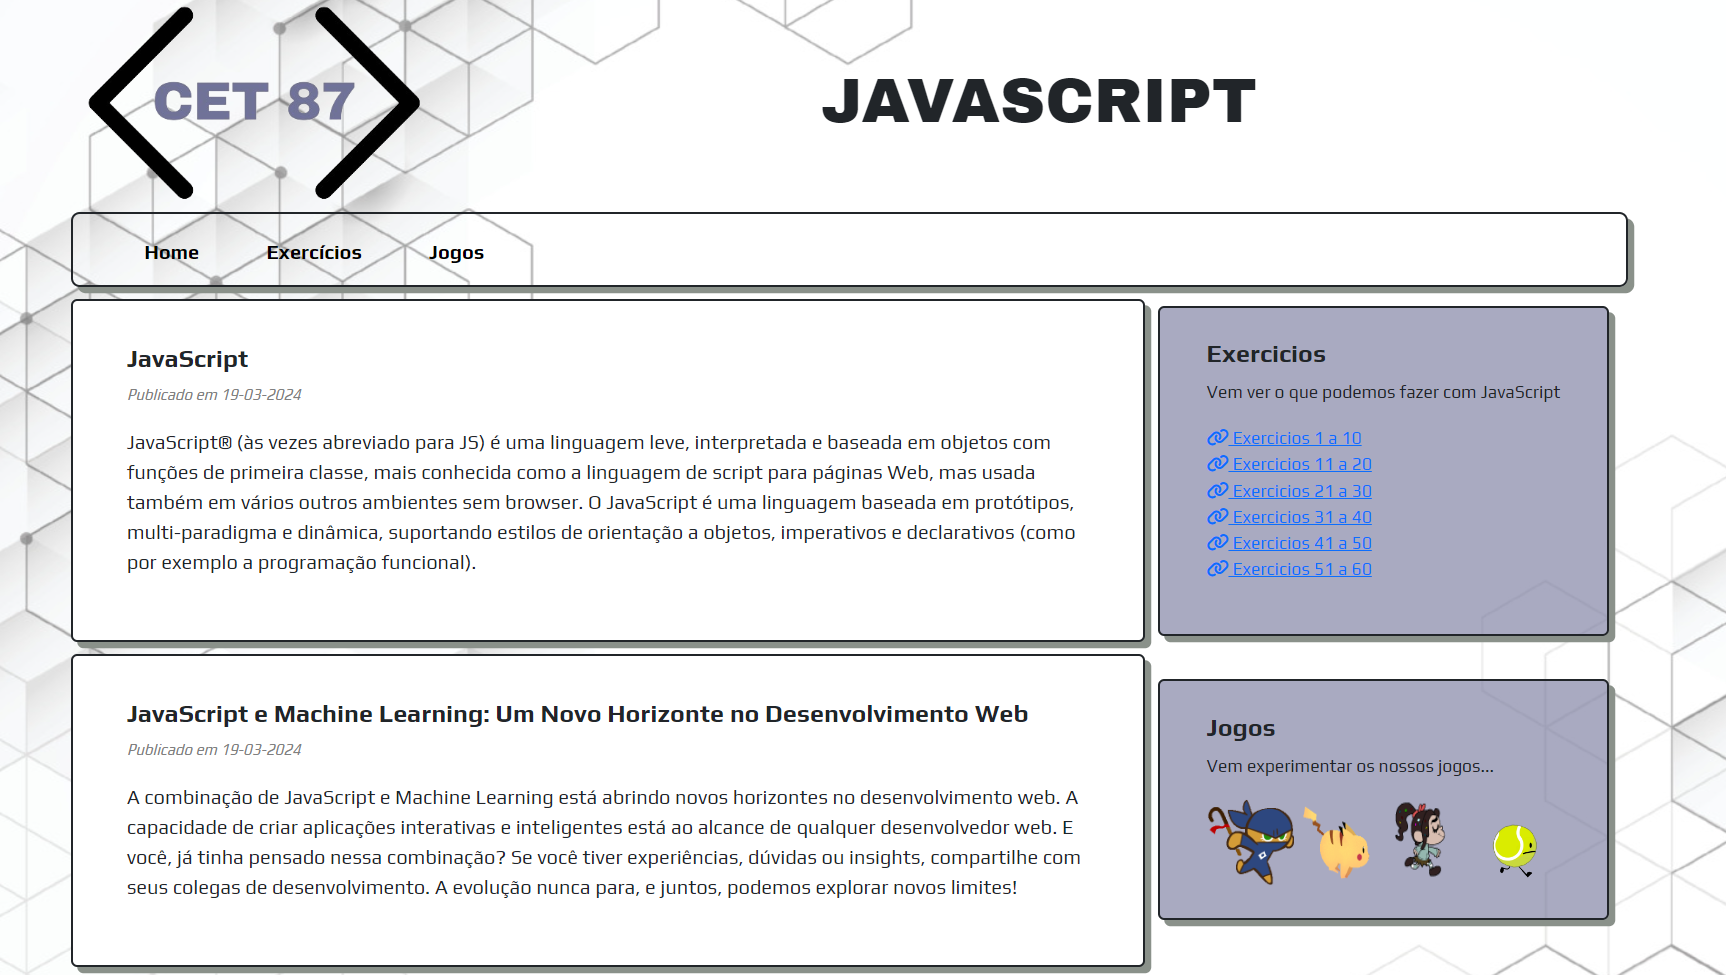 CET 87
JAVASCRIPT
Home
Exercícios
Jogos
JavaScript
Publicado em 19-03-2024
JavaScript® (às vezes abreviado para JS) é uma linguagem leve, interpretada e baseada em objetos com
funções de primeira classe, mais conhecida como a linguagem de script para páginas Web, mas usada
também em vários outros ambientes sem browser. O JavaScript é uma linguagem baseada em protótipos,
multi-paradigma e dinâmica, suportando estilos de orientação a objetos, imperativos e declarativos (como
por exemplo a programação funcional).
JavaScript e Machine Learning: Um Novo Horizonte no Desenvolvimento Web
Publicado em 19-03-2024
A combinação de JavaScript e Machine Learning está abrindo novos horizontes no desenvolvimento web. A
capacidade de criar aplicações interativas e inteligentes está ao alcance de qualquer desenvolvedor web. E
você, já tinha pensado nessa combinação? Se você tiver experiências, dúvidas ou insights, compartilhe com
seus colegas de desenvolvimento. A evolução nunca para, e juntos, podemos explorar novos limites!
Exercicios
Vem ver o que podemos fazer com JavaScript
Exercicios 1 a 10
Exercicios 11 a 20
Exercicios 21 a 30
Exercicios 31 a 40
Exercicios 41 a 50
Exercicios 51 a 60
Jogos
Vem experimentar os nossos jogos...